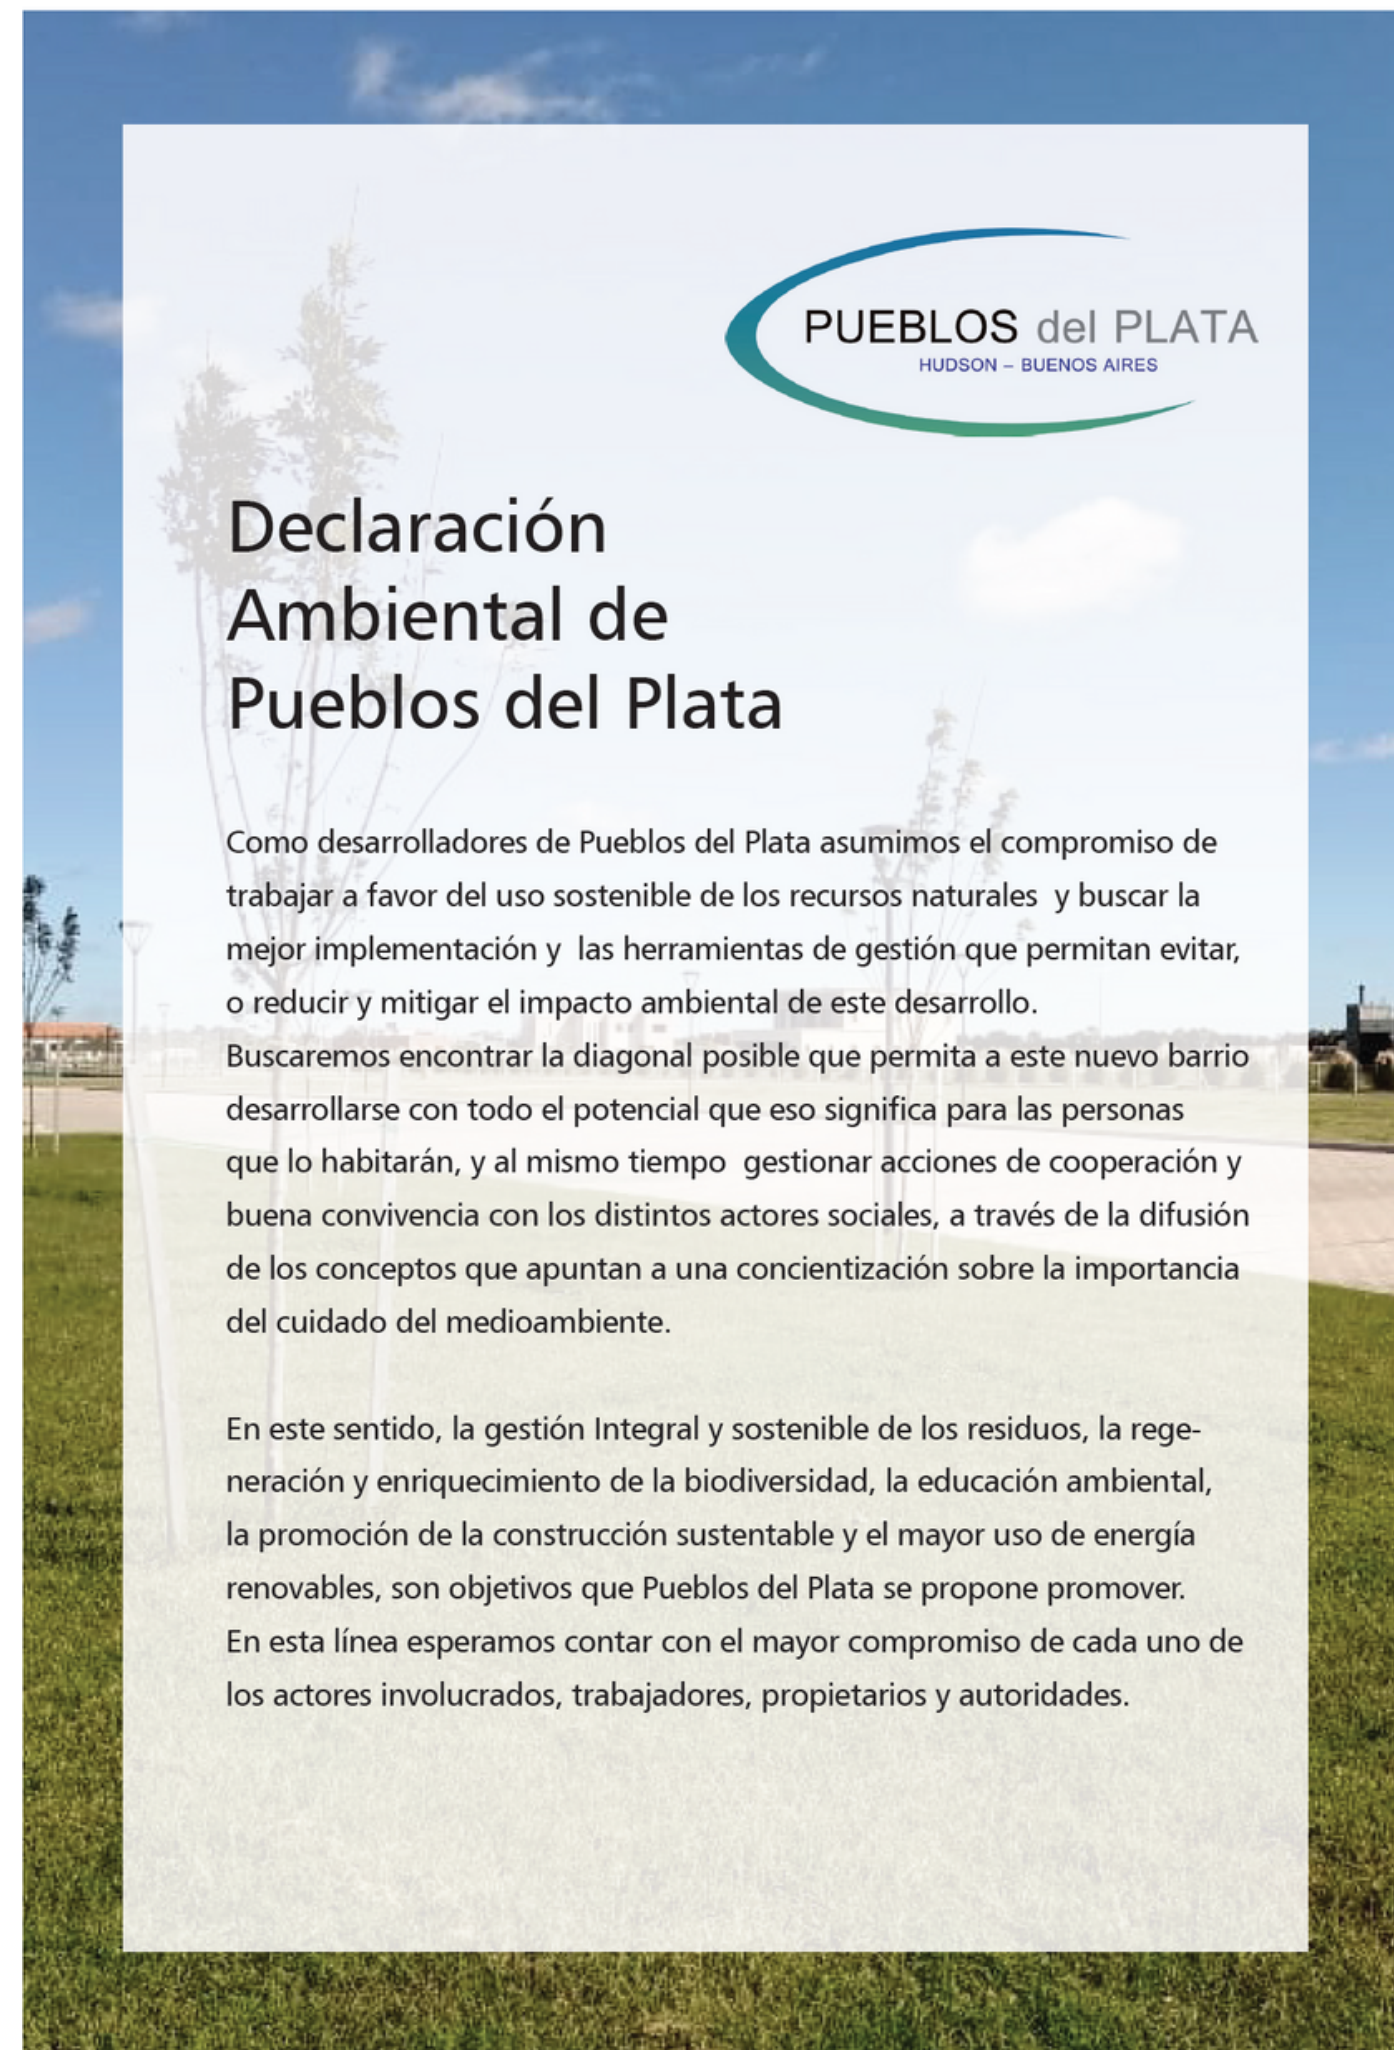 PUEBLOS del PLATA
HUDSON – BUENOS AIRES
Declaración
Ambiental de
Pueblos del Plata
Como desarrolladores de Pueblos del Plata asumimos el compromiso de
trabajar a favor del uso sostenible de los recursos naturales  y buscar la
mejor implementación y  las herramientas de gestión que permitan evitar,
o reducir y mitigar el impacto ambiental de este desarrollo.
Buscaremos encontrar la diagonal posible que permita a este nuevo barrio
desarrollarse con todo el potencial que eso significa para las personas
que lo habitarán, y al mismo tiempo  gestionar acciones de cooperación y
buena convivencia con los distintos actores sociales, a través de la difusión
de los conceptos que apuntan a una concientización sobre la importancia
del cuidado del medioambiente.
En este sentido, la gestión Integral y sostenible de los residuos, la rege-
neración y enriquecimiento de la biodiversidad, la educación ambiental,
la promoción de la construcción sustentable y el mayor uso de energía
renovables, son objetivos que Pueblos del Plata se propone promover.
En esta línea esperamos contar con el mayor compromiso de cada uno de
los actores involucrados, trabajadores, propietarios y autoridades.